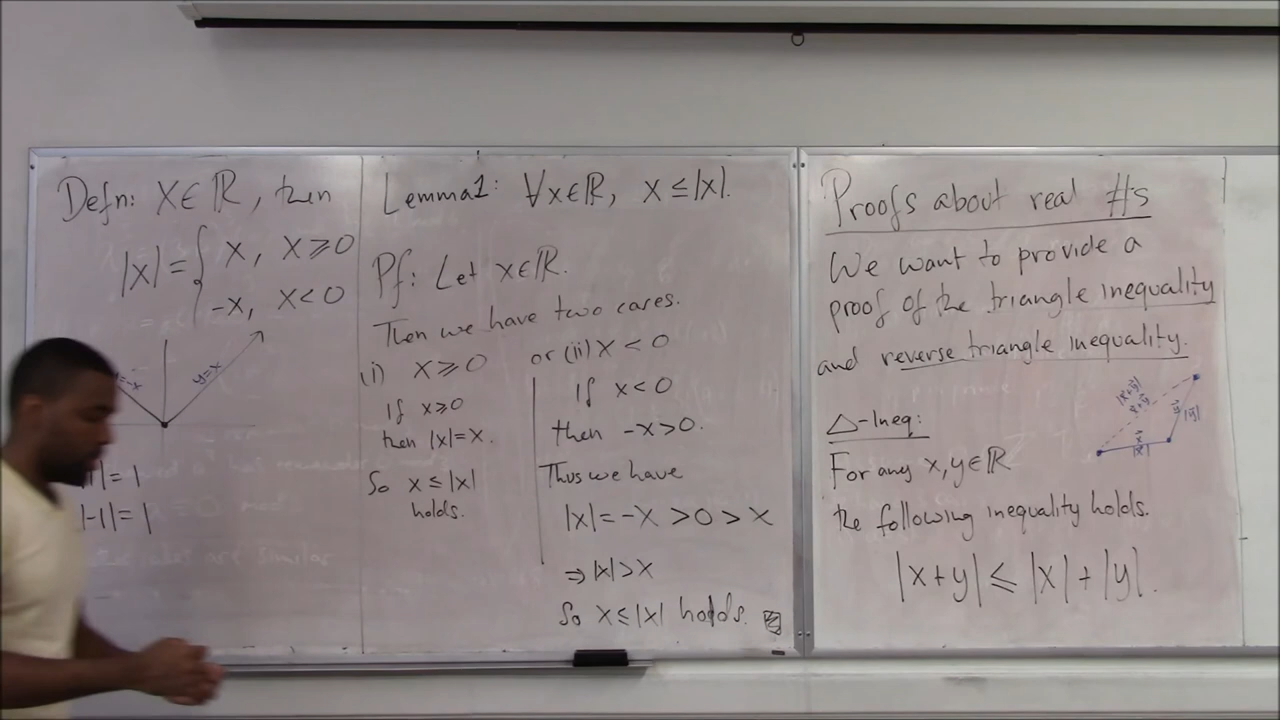 Defn: X∈ℝ, then
|x| = { x, x ≥ 0
-x, x < 0
y=x
|1| = 1
|-1| = 1
Lemma1: ∀x∈ℝ, x ≤ |x|.
Pf: Let x∈ℝ.
Then we have two cases.
(i) x ≥ 0
If x ≥ 0
then |x| = x.
So x ≤ |x|
holds.
or (ii) x < 0
if x < 0
then -x > 0.
Thus we have
|x| = -x > 0 > x
⇒ |x| > x
So x ≤ |x| holds.
Proofs about real #s
We want to provide a
proof of the triangle inequality
and reverse triangle inequality.
△-Ineq:
For any x, y ∈ ℝ
the following inequality holds.
|x+y| ≤ |x| + |y|.